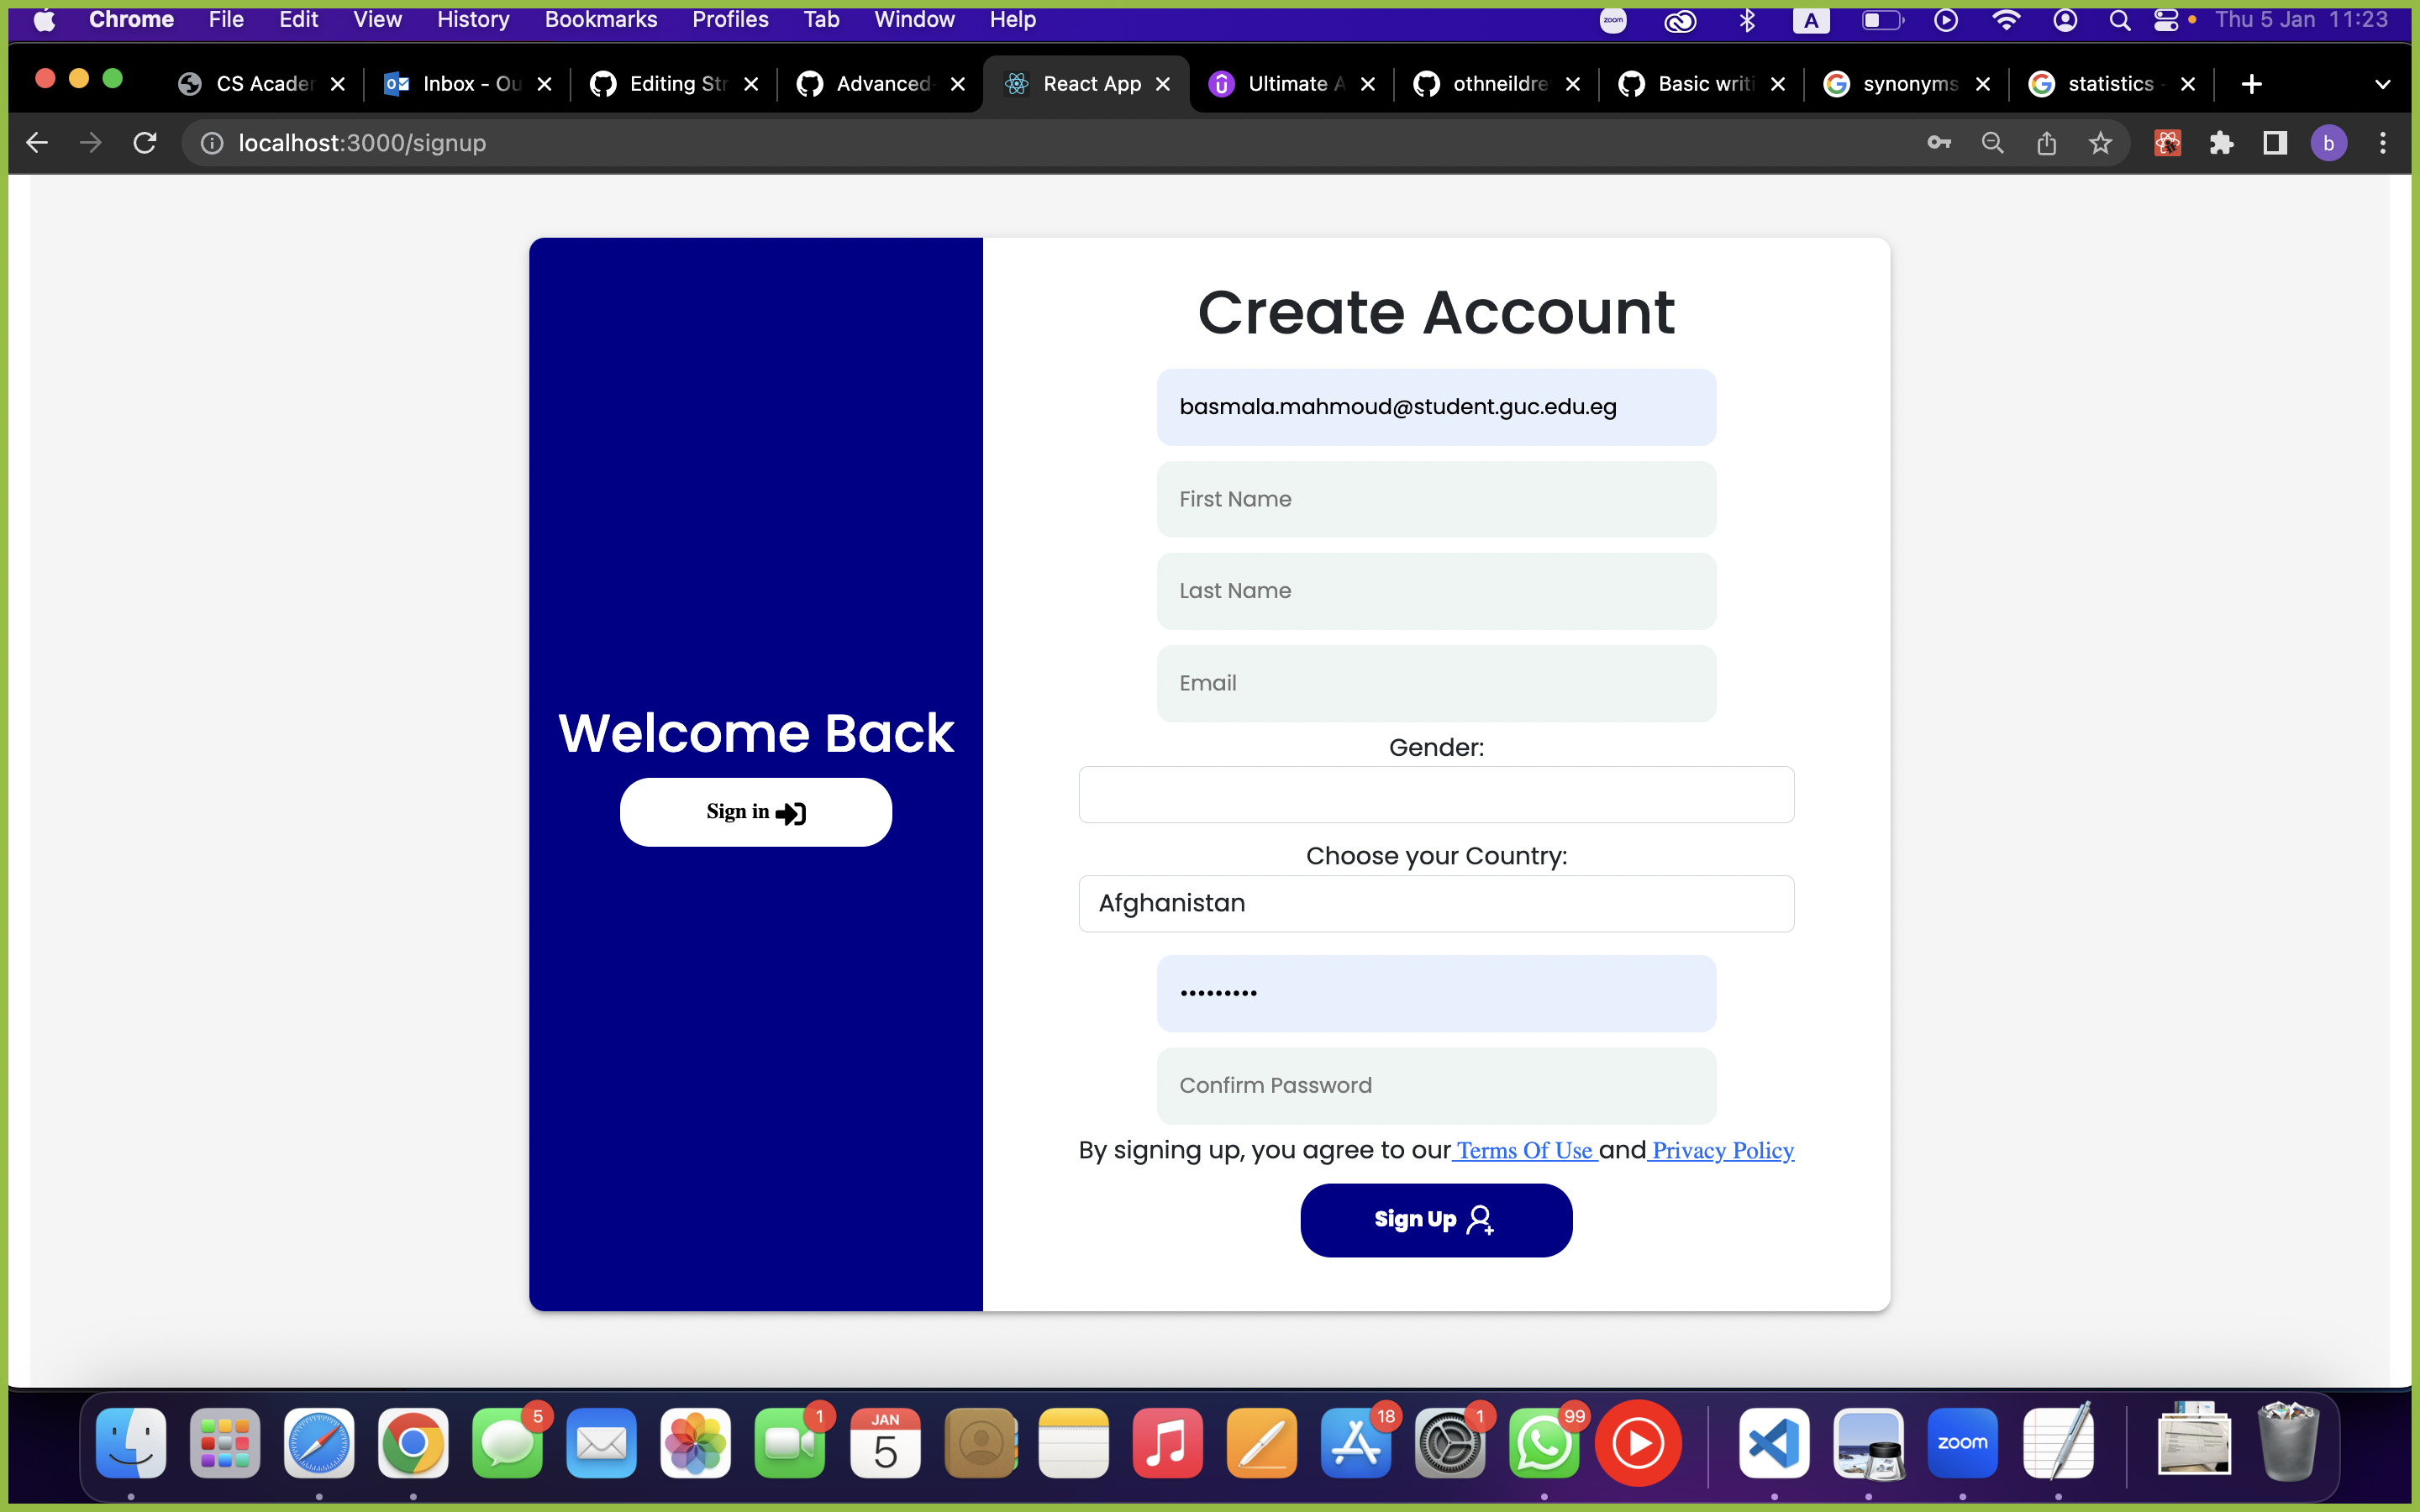 Chrome File Edit View History Bookmarks Profiles Tab Window Help zoom A Thu 5 Jan 11:23
CS Acader Inbox - Ou Editing Str Advanced- React App Ultimate A othneildre Basic writi synonyms statistics -
localhost:3000/signup b
Create Account
basmala.mahmoud@student.guc.edu.eg
First Name
Last Name
Email
Welcome Back
Gender:
Sign in
Choose your Country:
Afghanistan
•••••••••
Confirm Password
By signing up, you agree to our Terms Of Use and Privacy Policy
Sign Up
5 1 JAN 18 1 99
5 zoom